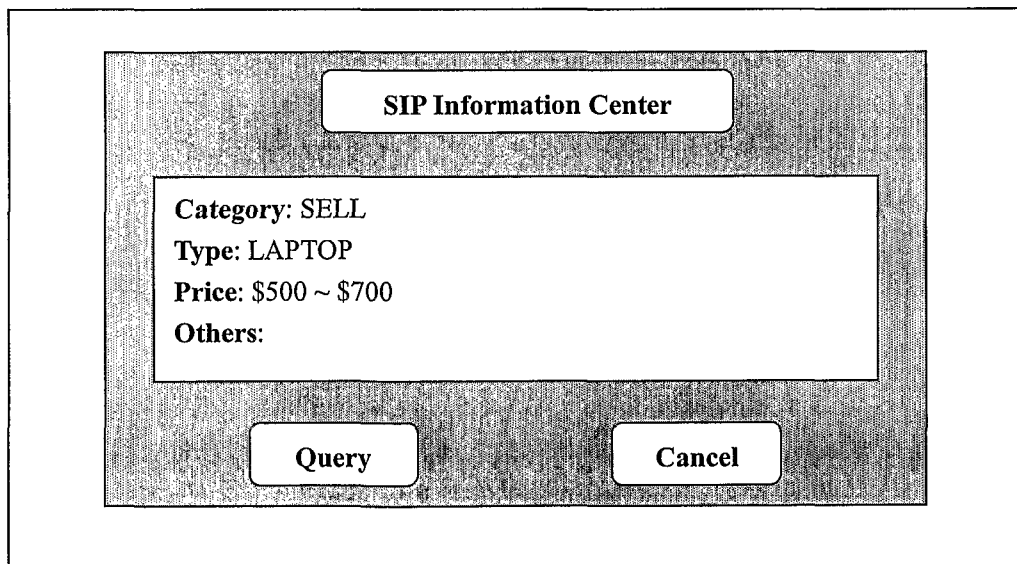 SIP Information Center
Category: SELL
Type: LAPTOP
Price: $500 ~ $700
Others:
Query
Cancel